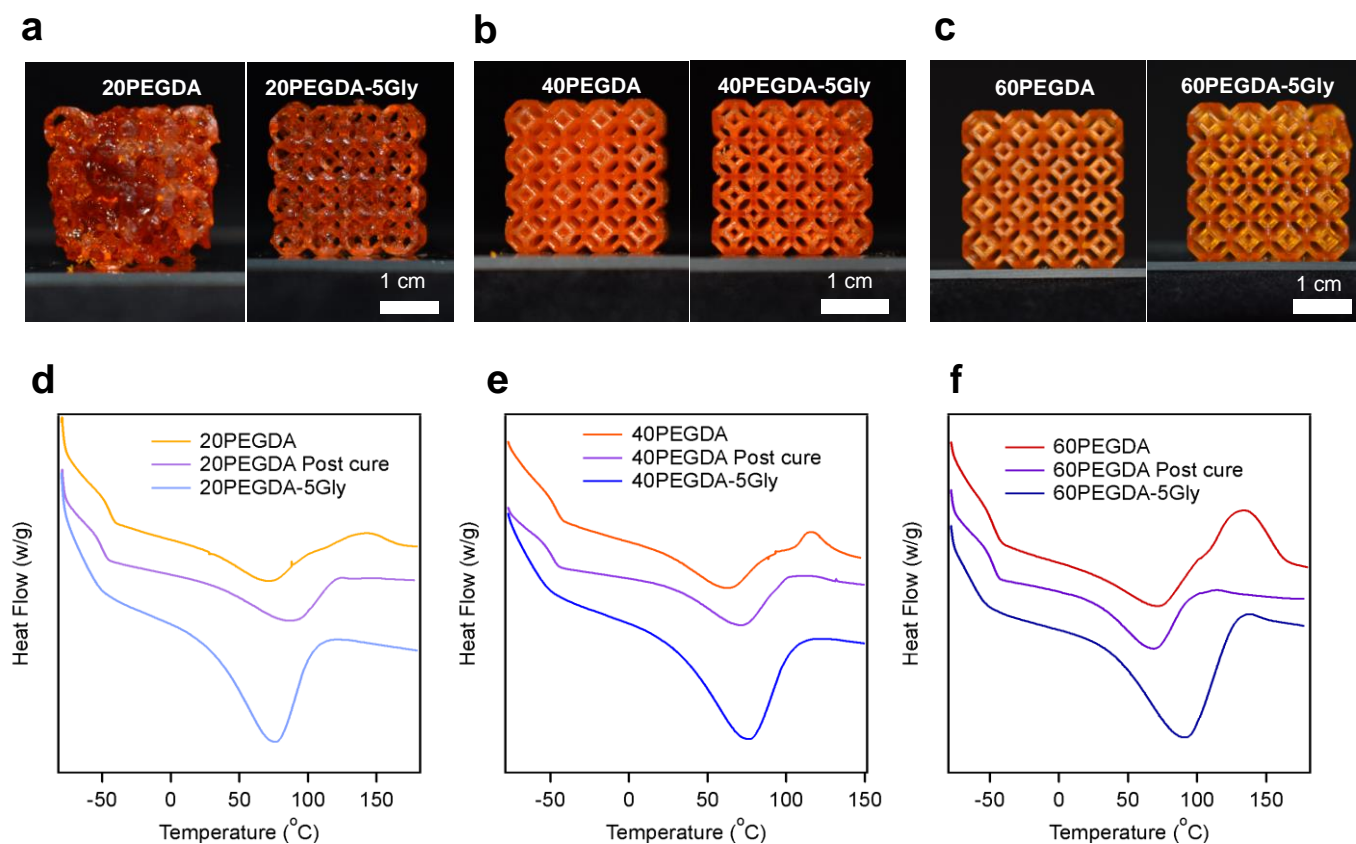 a
b
c
20PEGDA
20PEGDA-5Gly
40PEGDA
40PEGDA-5Gly
60PEGDA
60PEGDA-5Gly
1 cm
1 cm
1 cm
d
e
f
20PEGDA
20PEGDA Post cure
20PEGDA-5Gly
Heat Flow (w/g)
-50
0
50
100
150
Temperature (°C)
40PEGDA
40PEGDA Post cure
40PEGDA-5Gly
Heat Flow (w/g)
-50
0
50
100
150
Temperature (°C)
60PEGDA
60PEGDA Post cure
60PEGDA-5Gly
Heat Flow (w/g)
-50
0
50
100
150
Temperature (°C)